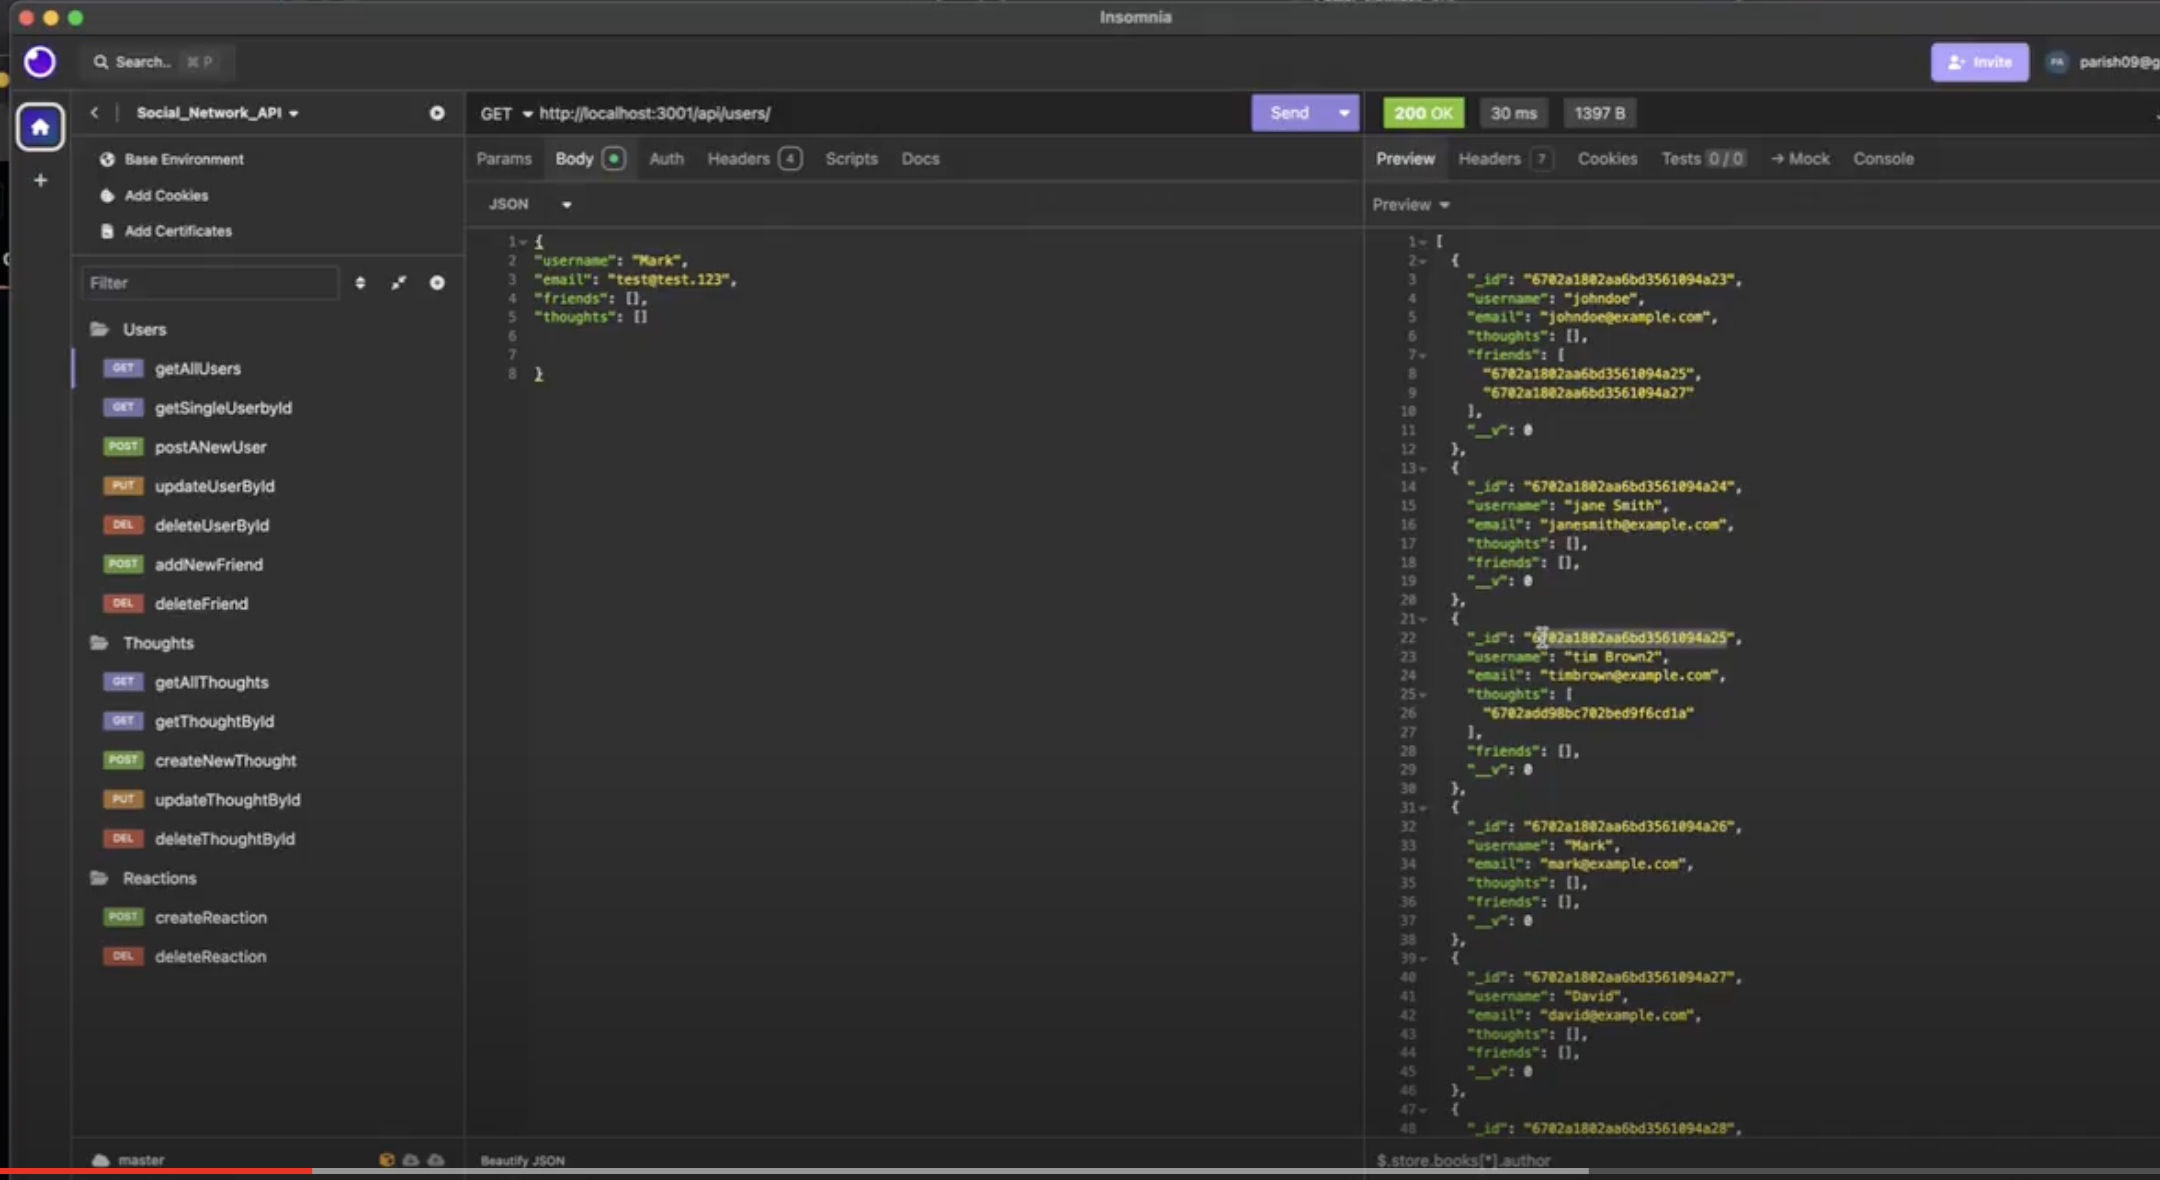 Insomnia
Search.. ⌘ P
Invite
PA parish09@g
Social_Network_API
GET http://localhost:3001/api/users/
Send
200 OK 30 ms 1397 B
Base Environment
Add Cookies
Add Certificates
Filter
Users
GET getAllUsers
GET getSingleUserbyId
POST postANewUser
PUT updateUserById
DEL deleteUserById
POST addNewFriend
DEL deleteFriend
Thoughts
GET getAllThoughts
GET getThoughtById
POST createNewThought
PUT updateThoughtById
DEL deleteThoughtById
Reactions
POST createReaction
DEL deleteReaction
master
Params Body Auth Headers 4 Scripts Docs
JSON
1 {
2 "username": "Mark",
3 "email": "test@test.123",
4 "friends": [],
5 "thoughts": []
6
7
8 }
Beautify JSON
Preview Headers 7 Cookies Tests 0 / 0 → Mock Console
Preview
1 [
2 {
3 "_id": "6702a1802aa6bd3561094a23",
4 "username": "johndoe",
5 "email": "johndoe@example.com",
6 "thoughts": [],
7 "friends": [
8 "6702a1802aa6bd3561094a25",
9 "6702a1802aa6bd3561094a27"
10 ],
11 "__v": 0
12 },
13 {
14 "_id": "6702a1802aa6bd3561094a24",
15 "username": "jane Smith",
16 "email": "janesmith@example.com",
17 "thoughts": [],
18 "friends": [],
19 "__v": 0
20 },
21 {
22 "_id": "6702a1802aa6bd3561094a25",
23 "username": "tim Brown2",
24 "email": "timbrown@example.com",
25 "thoughts": [
26 "6702add98bc702bed9f6cd1a"
27 ],
28 "friends": [],
29 "__v": 0
30 },
31 {
32 "_id": "6702a1802aa6bd3561094a26",
33 "username": "Mark",
34 "email": "mark@example.com",
35 "thoughts": [],
36 "friends": [],
37 "__v": 0
38 },
39 {
40 "_id": "6702a1802aa6bd3561094a27",
41 "username": "David",
42 "email": "david@example.com",
43 "thoughts": [],
44 "friends": [],
45 "__v": 0
46 },
47 {
48 "_id": "6702a1802aa6bd3561094a28",
$.store.books[*].author